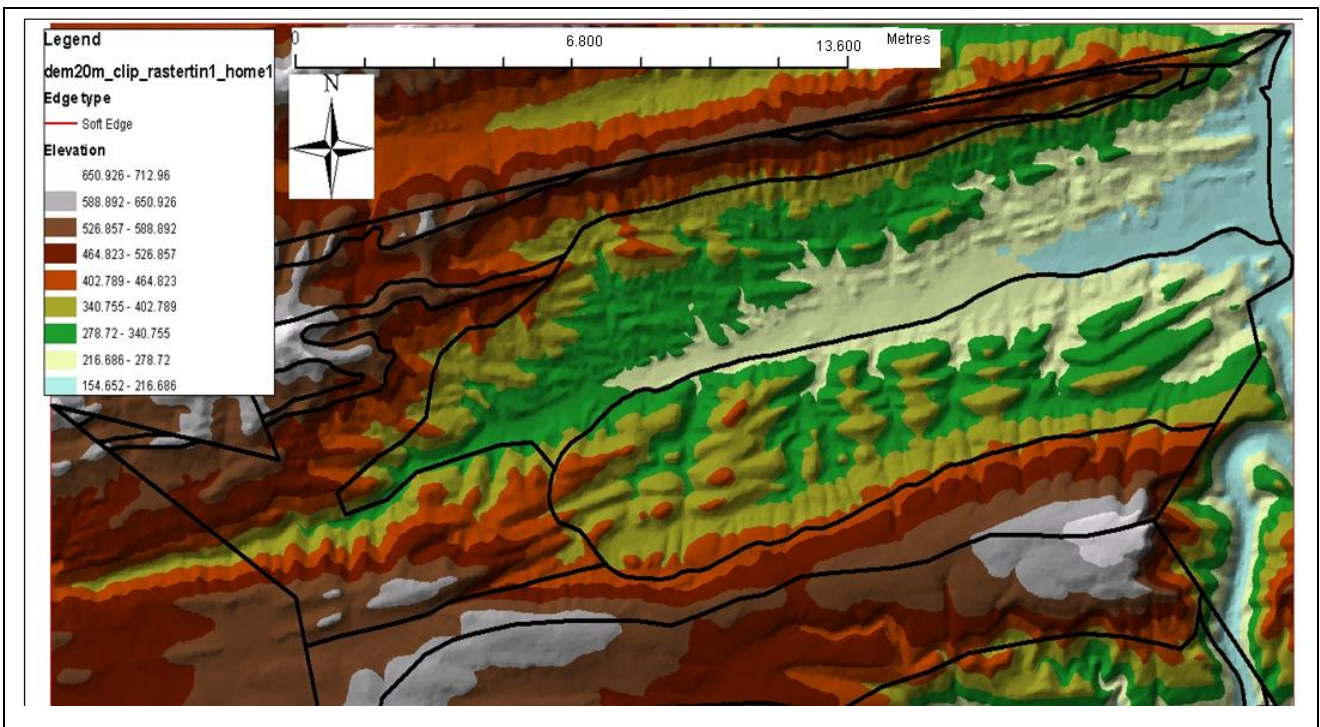 Legend
dem20m_clip_rastertin1_home1
Edge type
Soft Edge
Elevation
650.926 - 712.96
588.892 - 650.926
526.857 - 588.892
464.823 - 526.857
402.789 - 464.823
340.755 - 402.789
278.72 - 340.755
216.686 - 278.72
154.652 - 216.686
0 6.800 13.600 Metres
N